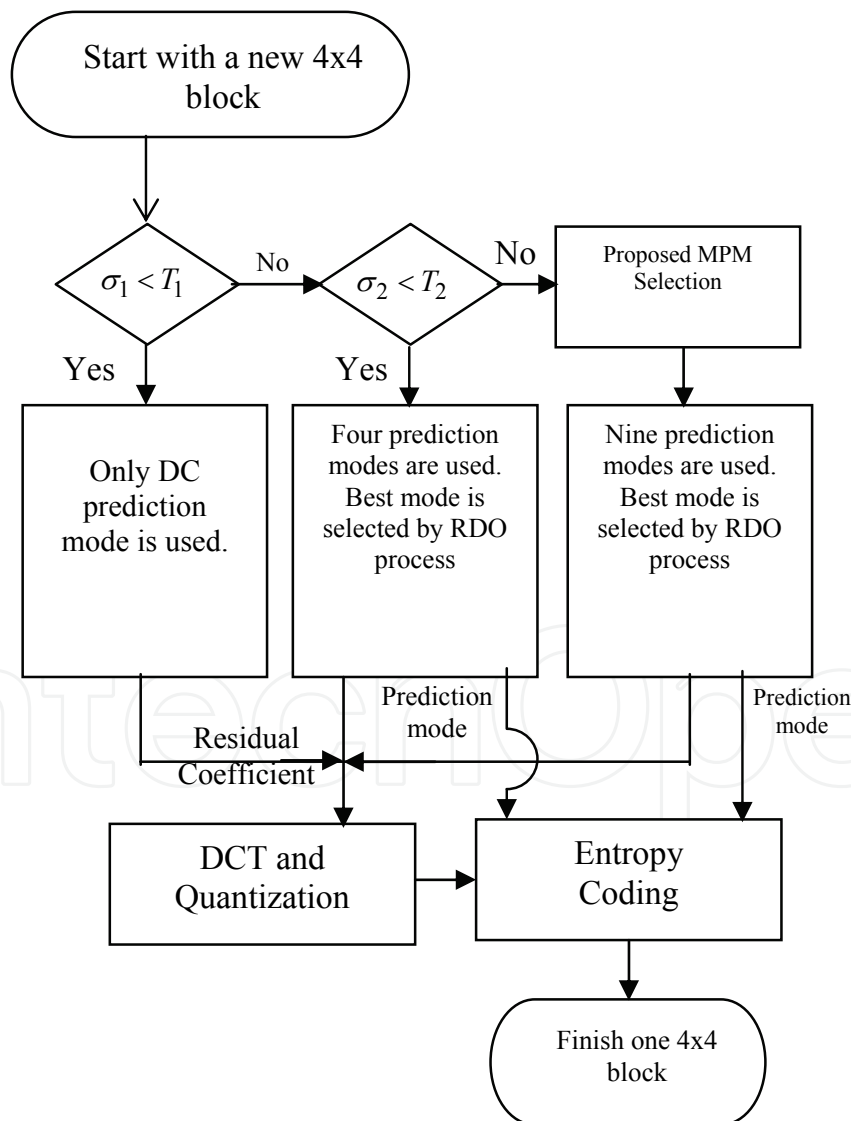 Start with a new 4x4
block
σ₁ < T₁
No
σ₂ < T₂
No
Proposed MPM
Selection
Yes
Yes
Only DC
prediction
mode is used.
Four prediction
modes are used.
Best mode is
selected by RDO
process
Nine prediction
modes are used.
Best mode is
selected by RDO
process
Prediction
mode
Prediction
mode
Residual
Coefficient
DCT and
Quantization
Entropy
Coding
Finish one 4x4
block